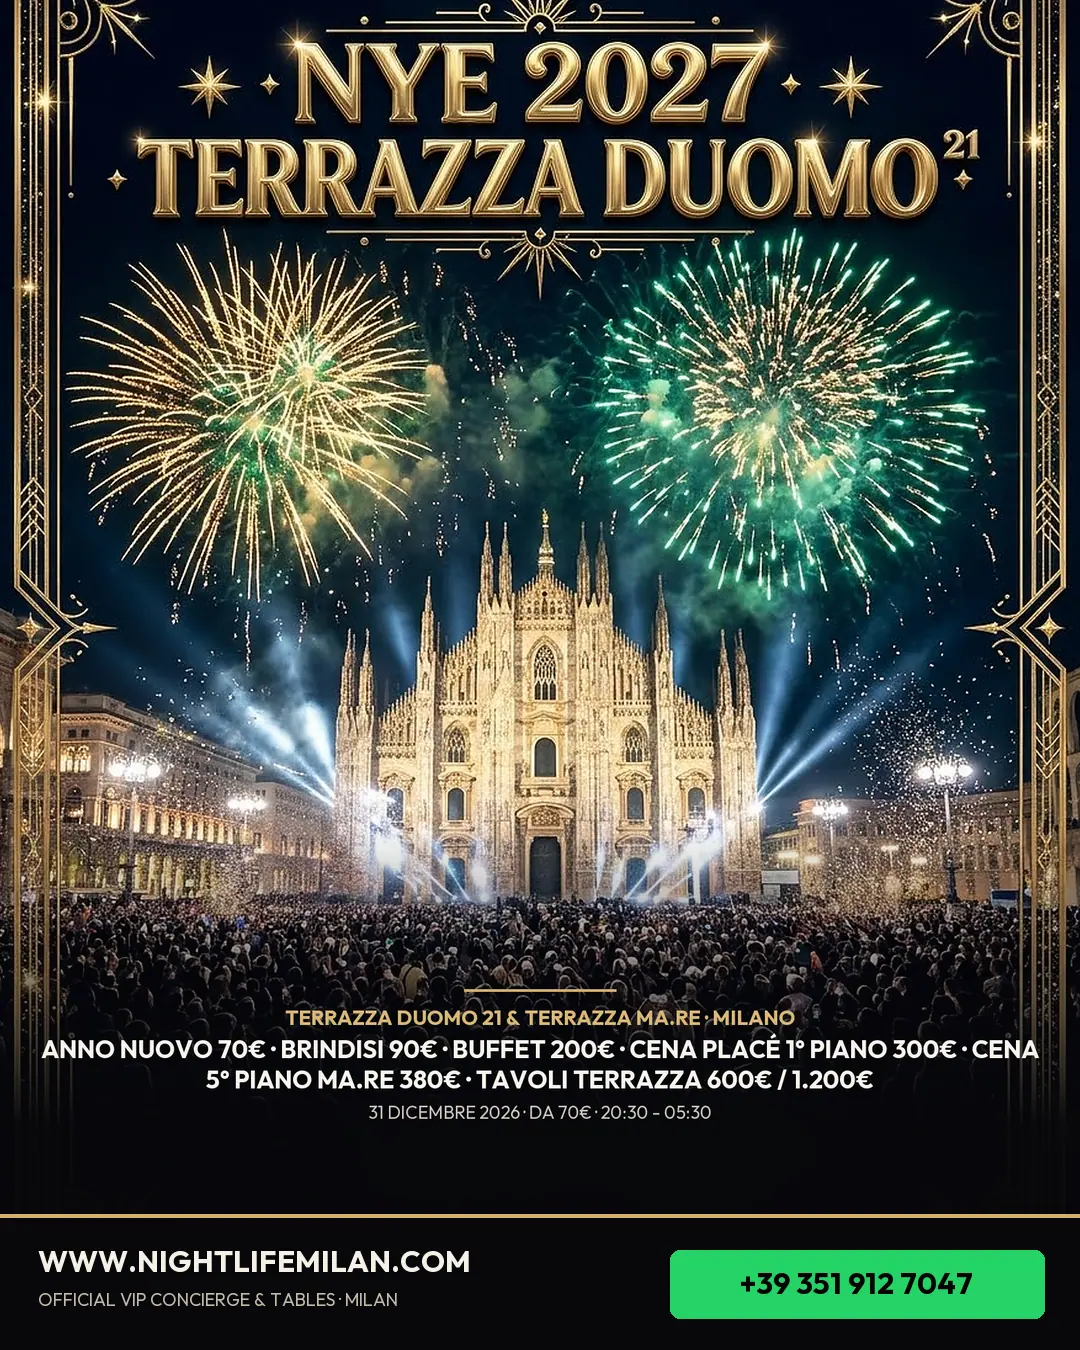 NYE 2027
TERRAZZA DUOMO 21
TERRAZZA DUOMO 21 & TERRAZZA MA.RE · MILANO
ANNO NUOVO 70€ · BRINDISI 90€ · BUFFET 200€ · CENA PLACÉ 1° PIANO 300€ · CENA
5° PIANO MA.RE 380€ · TAVOLI TERRAZZA 600€ / 1.200€
31 DICEMBRE 2026 · DA 70€ · 20:30 - 05:30
WWW.NIGHTLIFEMILAN.COM
OFFICIAL VIP CONCIERGE & TABLES · MILAN
+39 351 912 7047